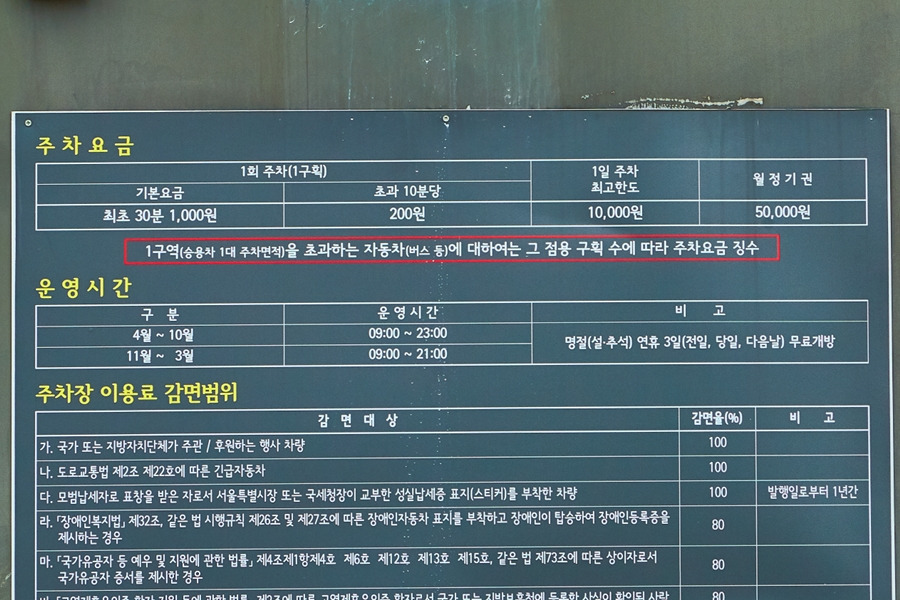 주차요금
1회 주차(1구획)
1일 주차
최고한도
월정기권
기본요금
초과 10분당
최초 30분 1,000원
200원
10,000원
50,000원
1구역(승용차 1대 주차면적)을 초과하는 자동차(버스 등)에 대하여는 그 점용 구획 수에 따라 주차요금 징수
운영시간
구 분
운영시간
비 고
4월 ~ 10월
09:00 ~ 23:00
명절(설·추석) 연휴 3일(전일, 당일, 다음날) 무료개방
11월 ~ 3월
09:00 ~ 21:00
주차장 이용료 감면범위
감 면 대 상
감면율(%)
비 고
가. 국가 또는 지방자치단체가 주관 / 후원하는 행사 차량
100
나. 도로교통법 제2조 제22호에 따른 긴급자동차
100
다. 모범납세자로 표창을 받은 자로서 서울특별시장 또는 국세청장이 교부한 성실납세증 표지(스티커)를 부착한 차량
100
발행일로부터 1년간
라. 「장애인복지법」 제32조, 같은 법 시행규칙 제26조 및 제27조에 따른 장애인자동차 표지를 부착하고 장애인이 탑승하여 장애인등록증을
제시하는 경우
80
마. 「국가유공자 등 예우 및 지원에 관한 법률」 제4조제1항제4호 제6호 제12호 제13호 제15호, 같은 법 제73조에 따른 상이자로서
국가유공자 증서를 제시한 경우
80
80